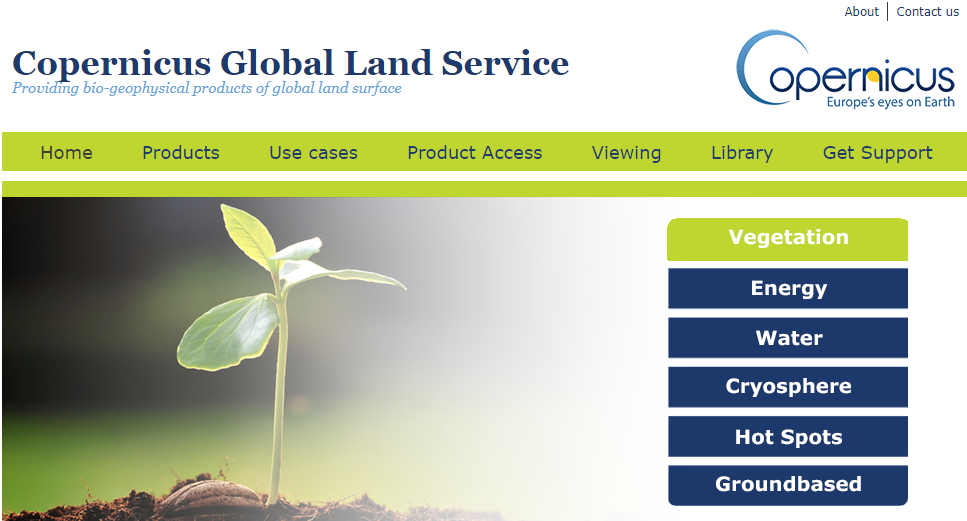 About | Contact us
Copernicus Global Land Service
Providing bio-geophysical products of global land surface
Copernicus
Europe's eyes on Earth
Home Products Use cases Product Access Viewing Library Get Support
Vegetation
Energy
Water
Cryosphere
Hot Spots
Groundbased